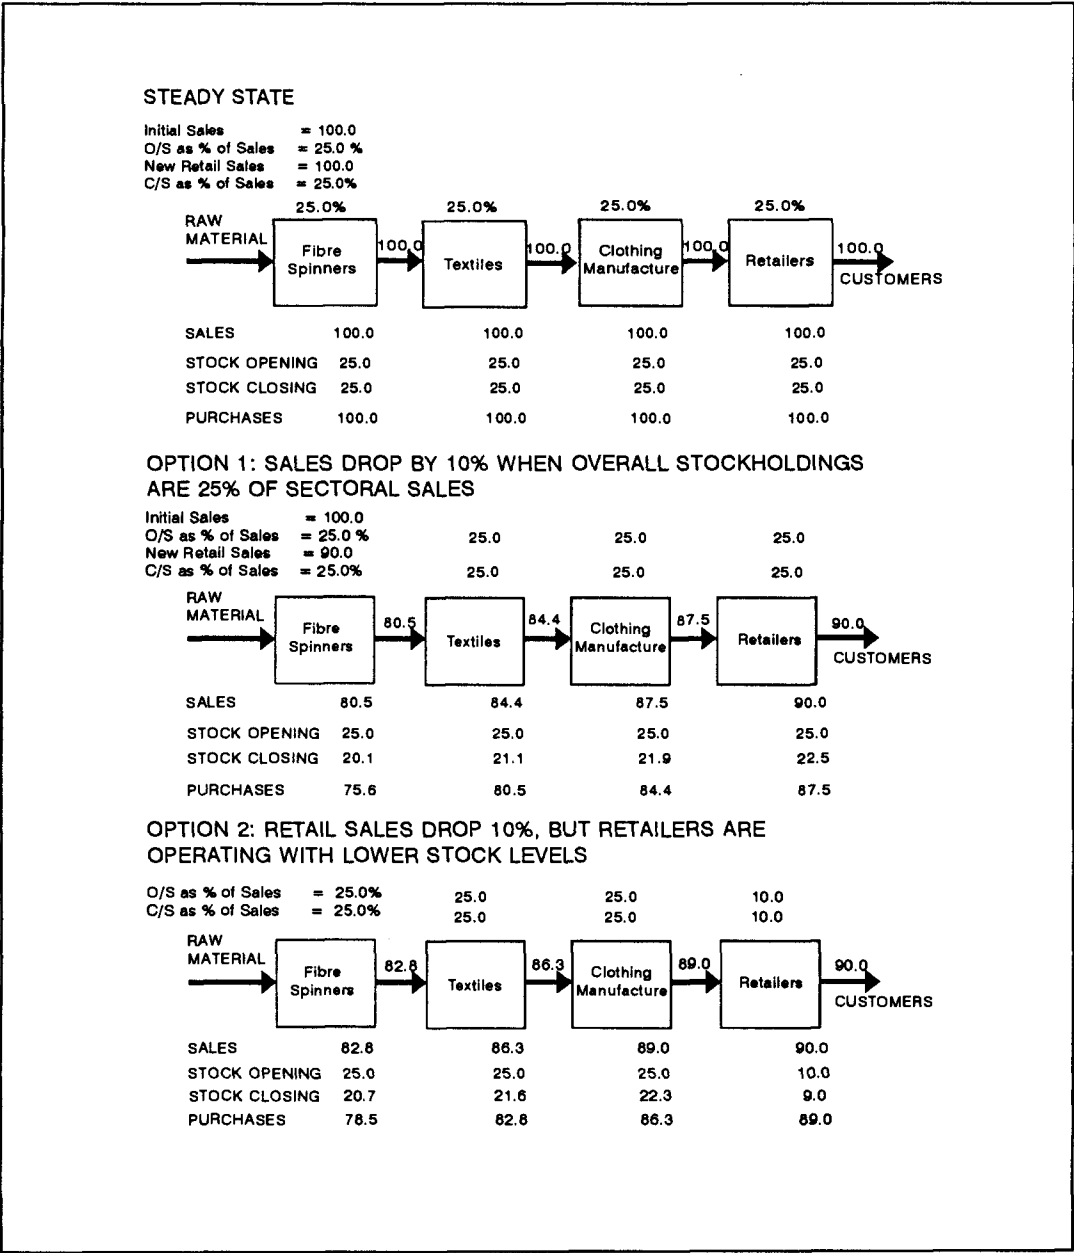 STEADY STATE
Initial Sales = 100.0
O/S as % of Sales = 25.0 %
New Retail Sales = 100.0
C/S as % of Sales = 25.0%
25.0% 25.0% 25.0% 25.0%
RAW
MATERIAL
Fibre
Spinners
100.0
Textiles
100.0
Clothing
Manufacture
100.0
Retailers
100.0
CUSTOMERS
SALES 100.0 100.0 100.0 100.0
STOCK OPENING 25.0 25.0 25.0 25.0
STOCK CLOSING 25.0 25.0 25.0 25.0
PURCHASES 100.0 100.0 100.0 100.0
OPTION 1: SALES DROP BY 10% WHEN OVERALL STOCKHOLDINGS
ARE 25% OF SECTORAL SALES
Initial Sales = 100.0
O/S as % of Sales = 25.0 % 25.0 25.0 25.0
New Retail Sales = 90.0
C/S as % of Sales = 25.0% 25.0 25.0 25.0
RAW
MATERIAL
Fibre
Spinners
80.5
Textiles
84.4
Clothing
Manufacture
87.5
Retailers
90.0
CUSTOMERS
SALES 80.5 84.4 87.5 90.0
STOCK OPENING 25.0 25.0 25.0 25.0
STOCK CLOSING 20.1 21.1 21.9 22.5
PURCHASES 75.6 80.5 84.4 87.5
OPTION 2: RETAIL SALES DROP 10%, BUT RETAILERS ARE
OPERATING WITH LOWER STOCK LEVELS
O/S as % of Sales = 25.0% 25.0 25.0 10.0
C/S as % of Sales = 25.0% 25.0 25.0 10.0
RAW
MATERIAL
Fibre
Spinners
82.8
Textiles
86.3
Clothing
Manufacture
89.0
Retailers
90.0
CUSTOMERS
SALES 82.8 86.3 89.0 90.0
STOCK OPENING 25.0 25.0 25.0 10.0
STOCK CLOSING 20.7 21.6 22.3 9.0
PURCHASES 78.5 82.8 86.3 89.0